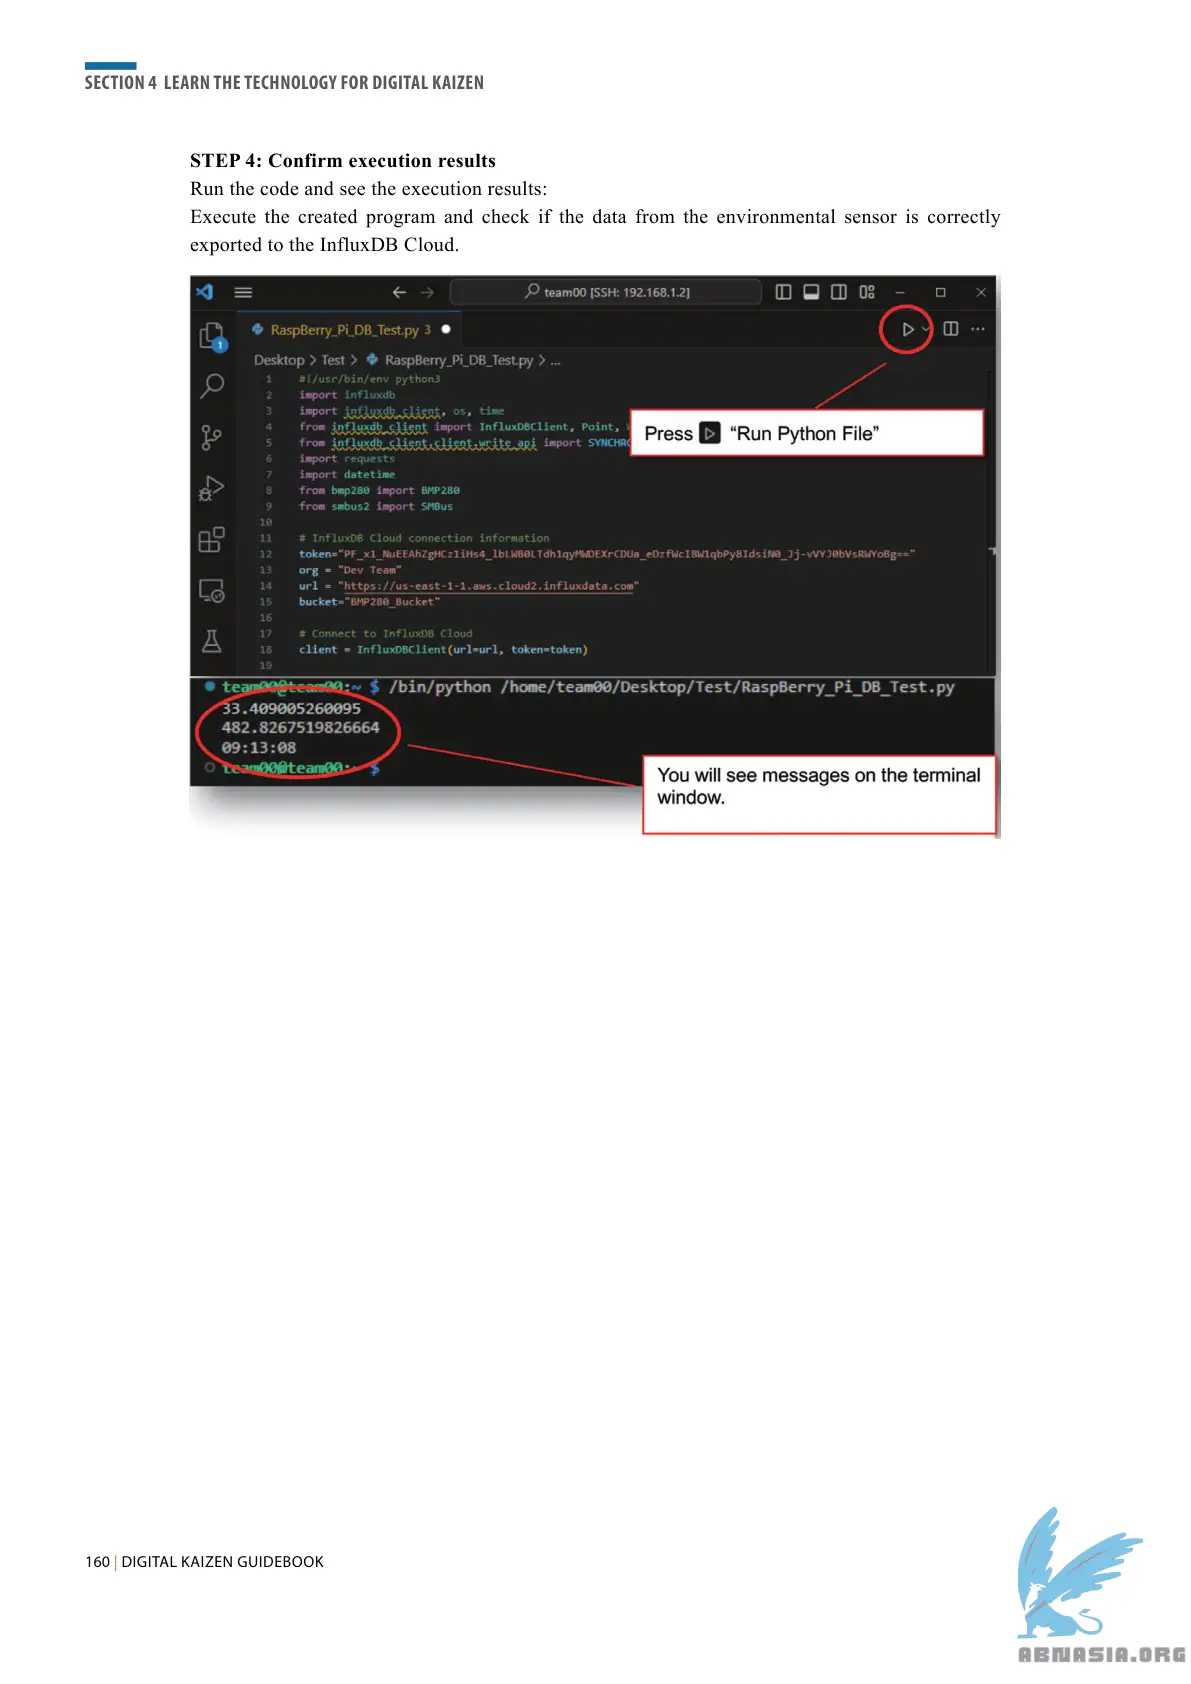 SECTION 4 LEARN THE TECHNOLOGY FOR DIGITAL KAIZEN
STEP 4: Confirm execution results
Run the code and see the execution results:
Execute the created program and check if the data from the environmental sensor is correctly
exported to the InfluxDB Cloud.
team00 [SSH: 192.168.1.2]
RaspBerry_Pi_DB_Test.py 3
1
Desktop > Test > RaspBerry_Pi_DB_Test.py > ...
1 #!/usr/bin/env python3
2 import influxdb
3 import influxdb_client, os, time
4 from influxdb_client import InfluxDBClient, Point,
5 from influxdb_client.client.write_api import SYNCHRO
6 import requests
7 import datetime
8 from bmp280 import BMP280
9 from smbus2 import SMBus
10
11 # InfluxDB Cloud connection information
12 token=
13 org = "Dev Team"
14 url = "https://us-east-1-1.aws.cloud2.influxdata.com"
15 bucket="BMP280_Bucket"
16
17 # Connect to InfluxDB Cloud
18 client = InfluxDBClient(url=url, token=token)
19
Press "Run Python File"
team00@team00:~ $ /bin/python /home/team00/Desktop/Test/RaspBerry_Pi_DB_Test.py
33.409005260095
482.8267519826664
09:13:08
team00@team00:~ $
You will see messages on the terminal
window.
160 | DIGITAL KAIZEN GUIDEBOOK
ABNASIA.ORG